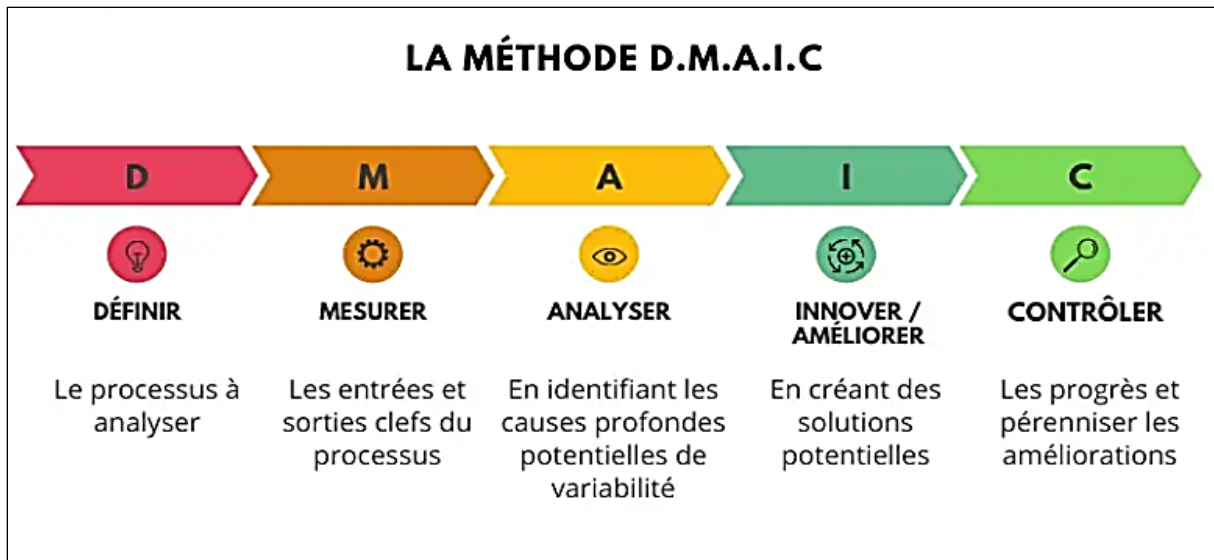 LA MÉTHODE D.M.A.I.C
D
M
A
I
C
DÉFINIR
MESURER
ANALYSER
INNOVER /
AMÉLIORER
CONTRÔLER
Le processus à
analyser
Les entrées et
sorties clefs du
processus
En identifiant les
causes profondes
potentielles de
variabilité
En créant des
solutions
potentielles
Les progrès et
pérenniser les
améliorations